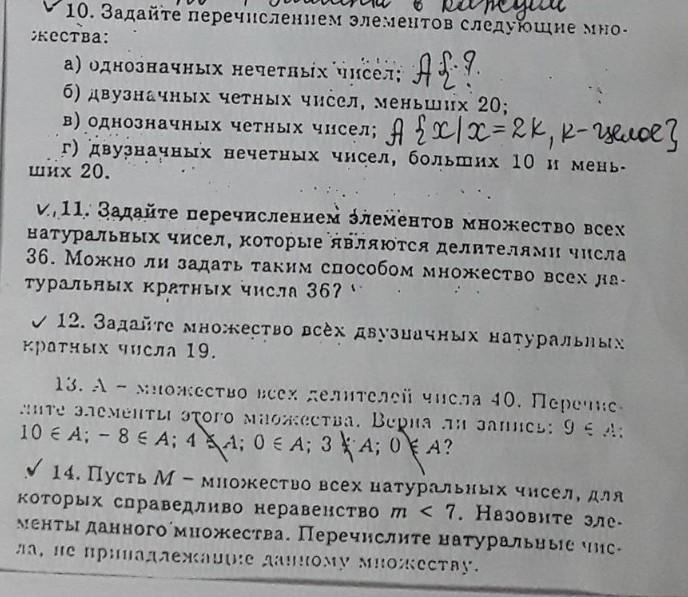 в каждом
✓ 10. Задайте перечислением элементов следующие мно-
жества:
а) однозначных нечетных чисел; A{ ?
б) двузначных четных чисел, меньших 20;
в) однозначных четных чисел; A {x/x=2k, к-целое}
г) двузначных нечетных чисел, больших 10 и мень-
ших 20.
✓ 11. Задайте перечислением элементов множество всех
натуральных чисел, которые являются делителями числа
36. Можно ли задать таким способом множество всех на-
туральных кратных числа 36?
✓ 12. Задайте множество всех двузначных натуральных
кратных числа 19.
13. A – множество всех делителей числа 40. Перечис-
лите элементы этого множества. Верна ли запись: 9 ∈ A;
10 ∈ A; – 8 ∈ A; 4 ∉ A; 0 ∈ A; 3 ∉ A; 0 ∉ A?
✓ 14. Пусть M – множество всех натуральных чисел, для
которых справедливо неравенство m < 7. Назовите эле-
менты данного множества. Перечислите натуральные чис-
ла, не принадлежащие данному множеству.